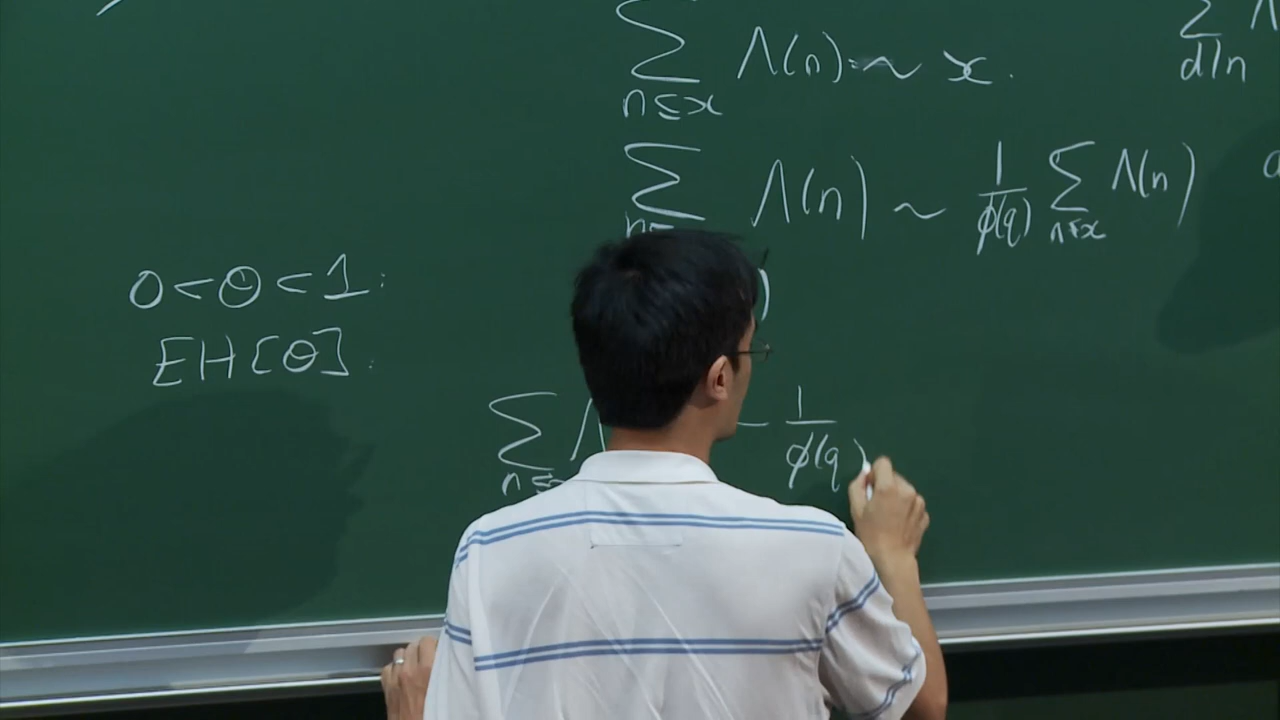 ∑ Λ(n) ~ x.
n≤x
∑ Λ
d|n
∑ Λ(n) ~ 1/φ(q) ∑ Λ(n)
n≤x
0<θ<1:
EH[θ]:
∑ Λ − 1/φ(q)
n≤